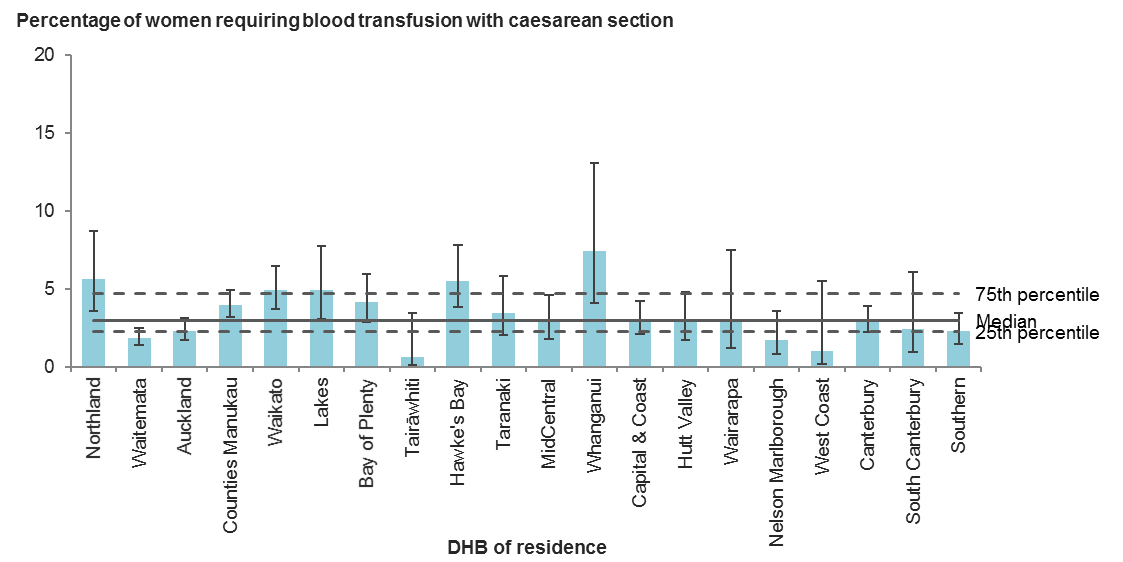 Percentage of women requiring blood transfusion with caesarean section
20
15
10
5
0
75th percentile
Median
25th percentile
Northland
Waitemata
Auckland
Counties Manukau
Waikato
Lakes
Bay of Plenty
Tairāwhiti
Hawke's Bay
Taranaki
MidCentral
Whanganui
Capital & Coast
Hutt Valley
Wairarapa
Nelson Marlborough
West Coast
Canterbury
South Canterbury
Southern
DHB of residence